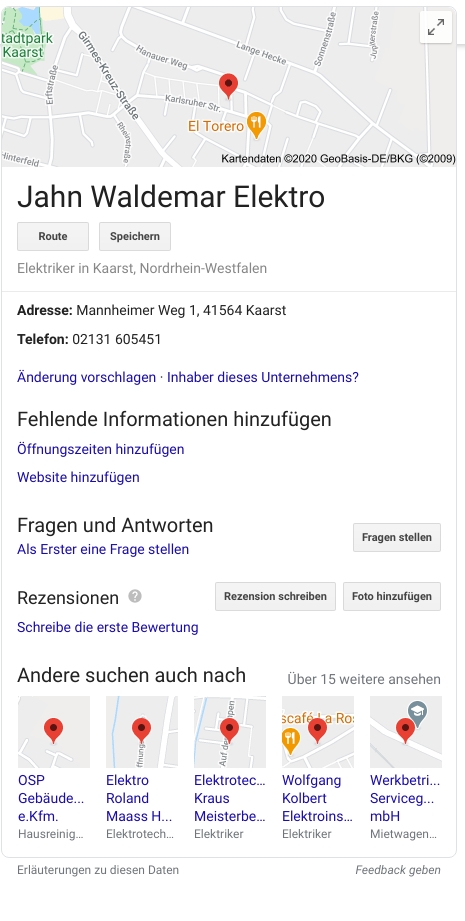 Stadtpark
Kaarst
Girmes-Kreuz-Straße
Hanauer Weg
Lange Hecke
Sonnenstraße
Jupiterstraße
Erftstraße
Karlsruher Str.
Rheinstraße
El Torero
Hinterfeld
Kartendaten ©2020 GeoBasis-DE/BKG (©2009)
Jahn Waldemar Elektro
Route Speichern
Elektriker in Kaarst, Nordrhein-Westfalen
Adresse: Mannheimer Weg 1, 41564 Kaarst
Telefon: 02131 605451
Änderung vorschlagen · Inhaber dieses Unternehmens?
Fehlende Informationen hinzufügen
Öffnungszeiten hinzufügen
Website hinzufügen
Fragen und Antworten
Fragen stellen
Als Erster eine Frage stellen
Rezensionen ? Rezension schreiben Foto hinzufügen
Schreibe die erste Bewertung
Andere suchen auch nach Über 15 weitere ansehen
OSP
Gebäude...
e.Kfm.
Hausreinig...
Elektro
Roland
Maass H...
Elektrotech...
Elektrotec...
Kraus
Meisterbe...
Elektriker
Wolfgang
Kolbert
Elektroins...
Elektriker
Werkbetri...
Serviceg...
mbH
Mietwagen...
Erläuterungen zu diesen Daten Feedback geben